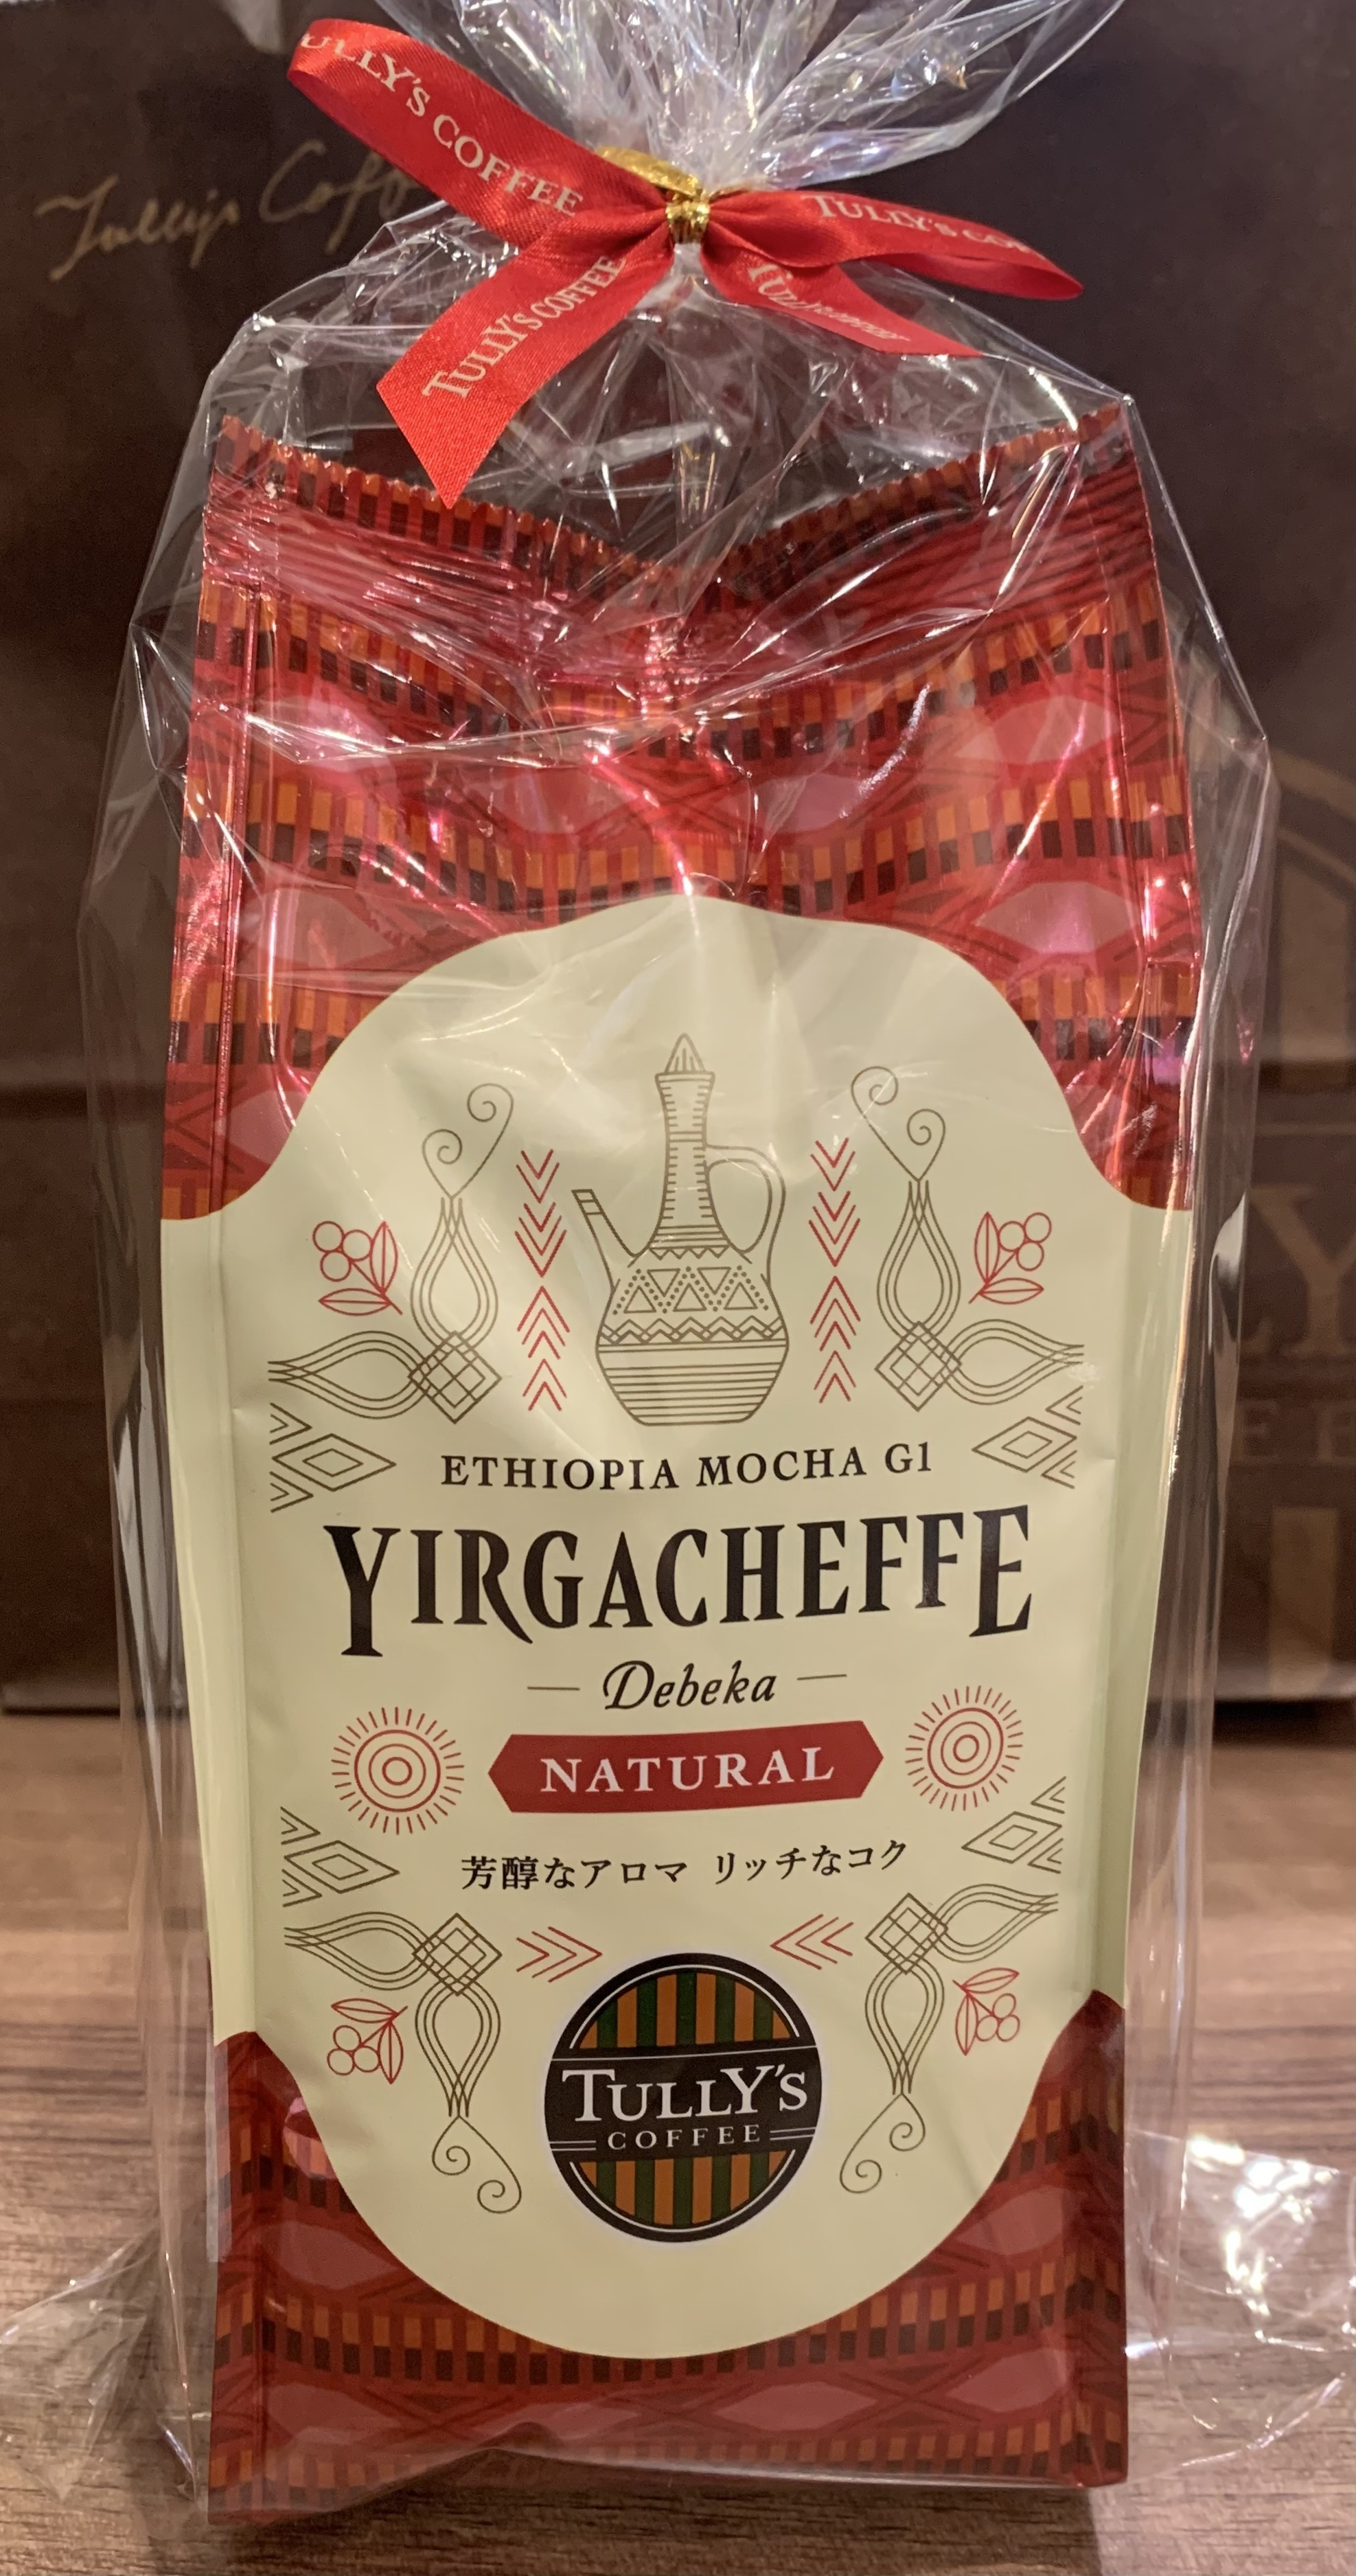 TULLY'S COFFEE
TULLY'S
TULLY'S COFFEE
Tully's
ETHIOPIA MOCHA G1
YIRGACHEFFE
Debeka
NATURAL
芳醇なアロマ リッチなコク
TULLY'S
COFFEE